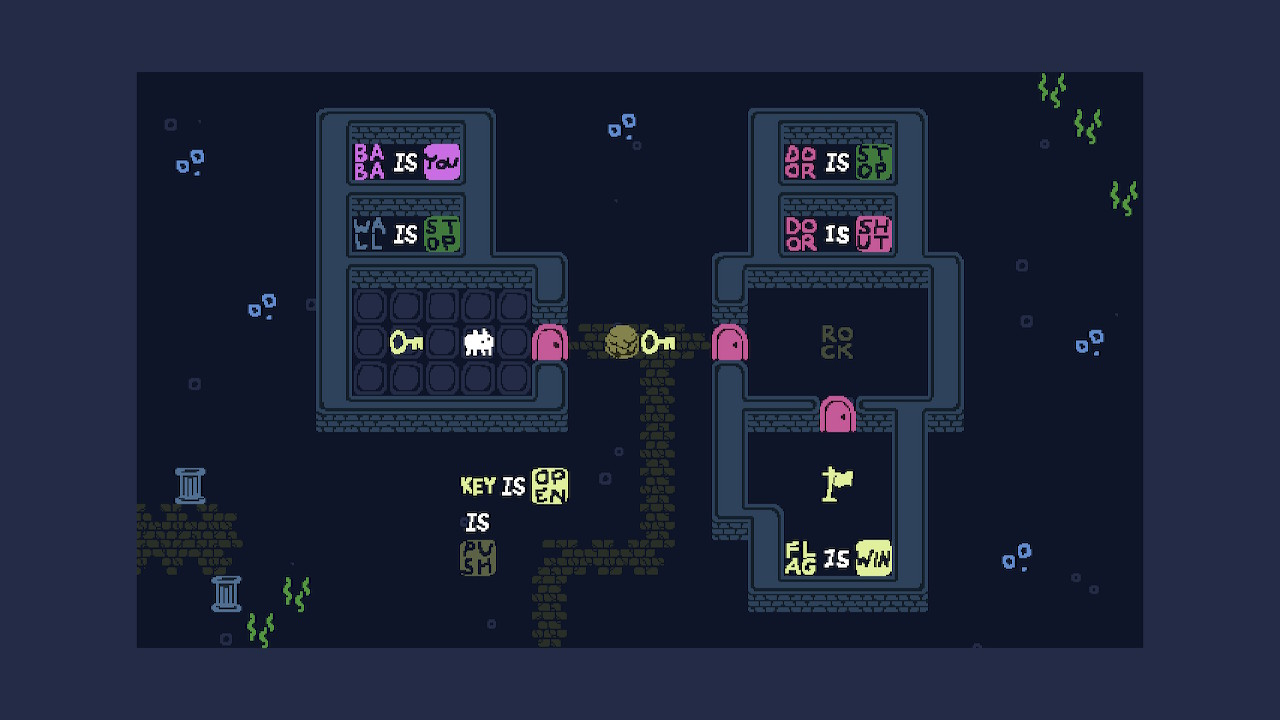 BABA IS YOU
DOOR IS STOP
WALL IS STOP
DOOR IS SHUT
ROCK
KEY IS OPEN
IS
PUSH
FLAG IS WIN